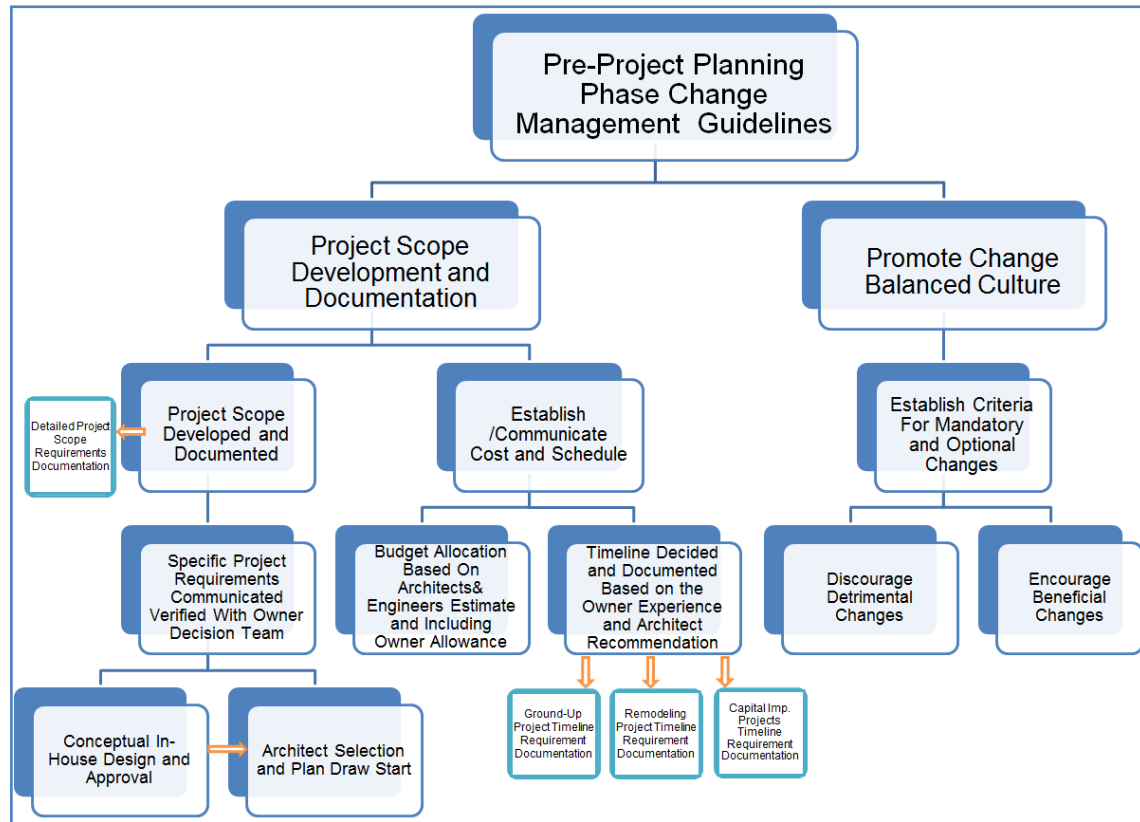 Pre-Project Planning
Phase Change
Management Guidelines
Project Scope
Development and
Documentation
Promote Change
Balanced Culture
Detailed Project
Scope
Requirements
Documentation
Project Scope
Developed and
Documented
Establish
/Communicate
Cost and Schedule
Establish Criteria
For Mandatory
and Optional
Changes
Specific Project
Requirements
Communicated
Verified With Owner
Decision Team
Budget Allocation
Based On
Architects&
Engineers Estimate
and Including
Owner Allowance
Timeline Decided
and Documented
Based on the
Owner Experience
and Architect
Recommendation
Discourage
Detrimental
Changes
Encourage
Beneficial
Changes
Conceptual In-
House Design and
Approval
Architect Selection
and Plan Draw Start
Ground-Up
Project Timeline
Requirement
Documentation
Remodeling
Project Timeline
Requirement
Documentation
Capital Imp.
Projects
Timeline
Requirement
Documentation